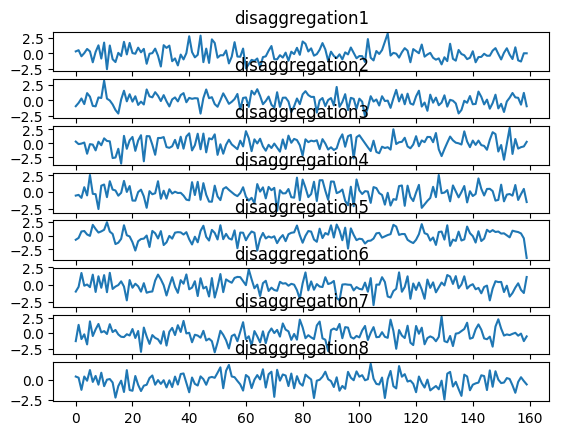 disaggregation1
2.5
0.0
−2.5
disaggregation2
2.5
0.0
−2.5
disaggregation3
2.5
0.0
−2.5
disaggregation4
2.5
0.0
−2.5
disaggregation5
2.5
0.0
−2.5
disaggregation6
2.5
0.0
−2.5
disaggregation7
2.5
0.0
−2.5
disaggregation8
0.0
−2.5
0 20 40 60 80 100 120 140 160